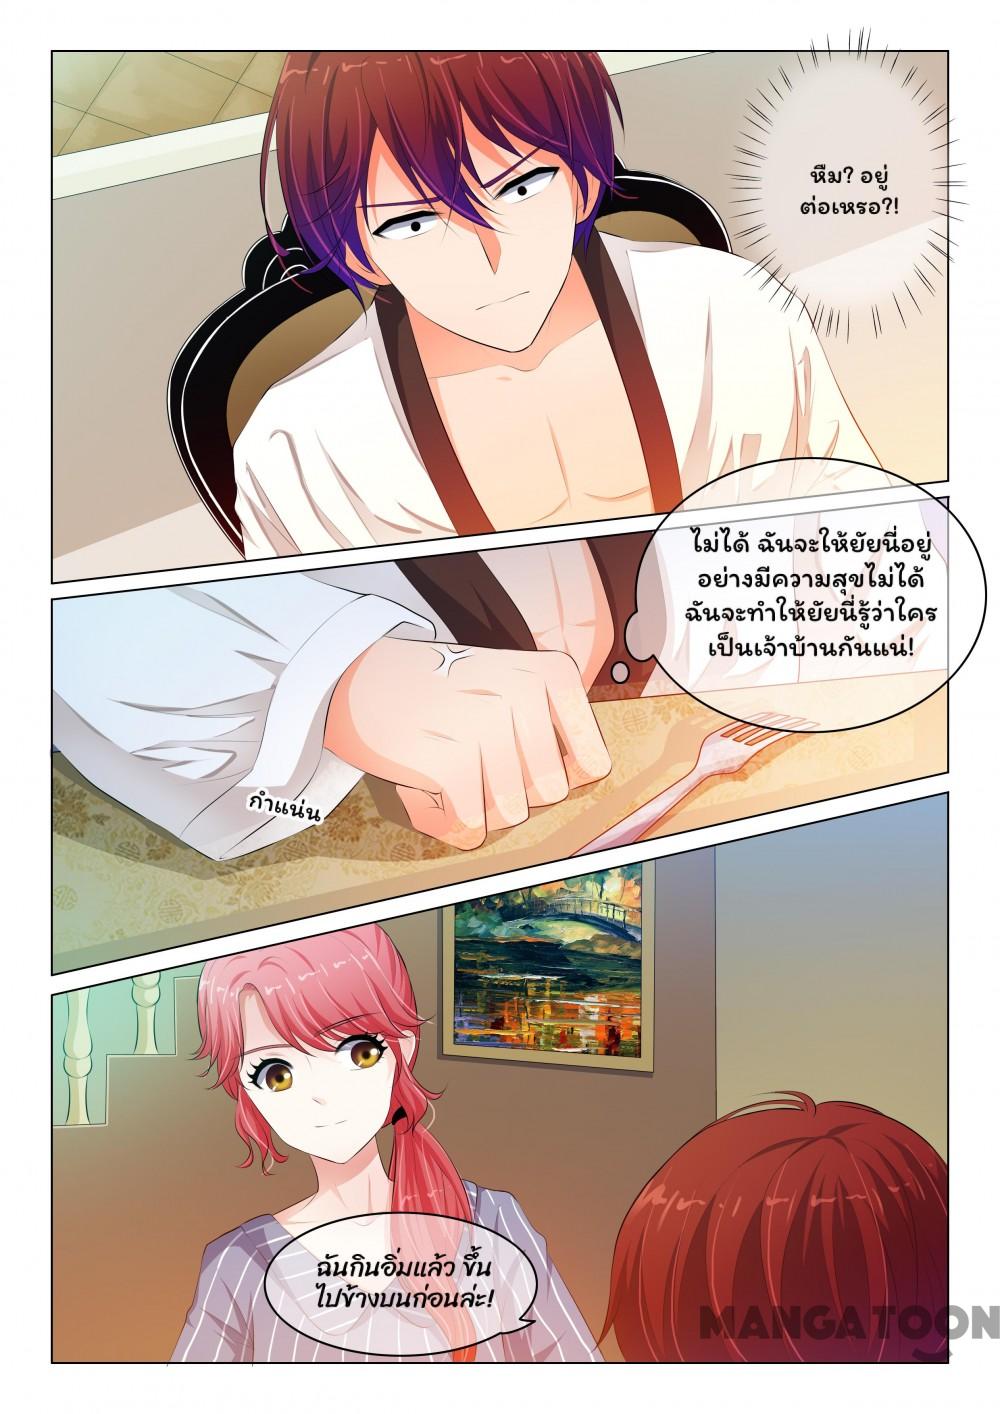 หืม? อยู่
ต่อเหรอ?!
ไม่ได้ ฉันจะให้ยัยนี่อยู่
อย่างมีความสุขไม่ได้
ฉันจะทำให้ยัยนี่รู้ว่าใคร
เป็นเจ้าบ้านกันแน่!
กำแน่น
ฉันกินอิ่มแล้ว ขึ้น
ไปข้างบนก่อนล่ะ!
MANGATOON